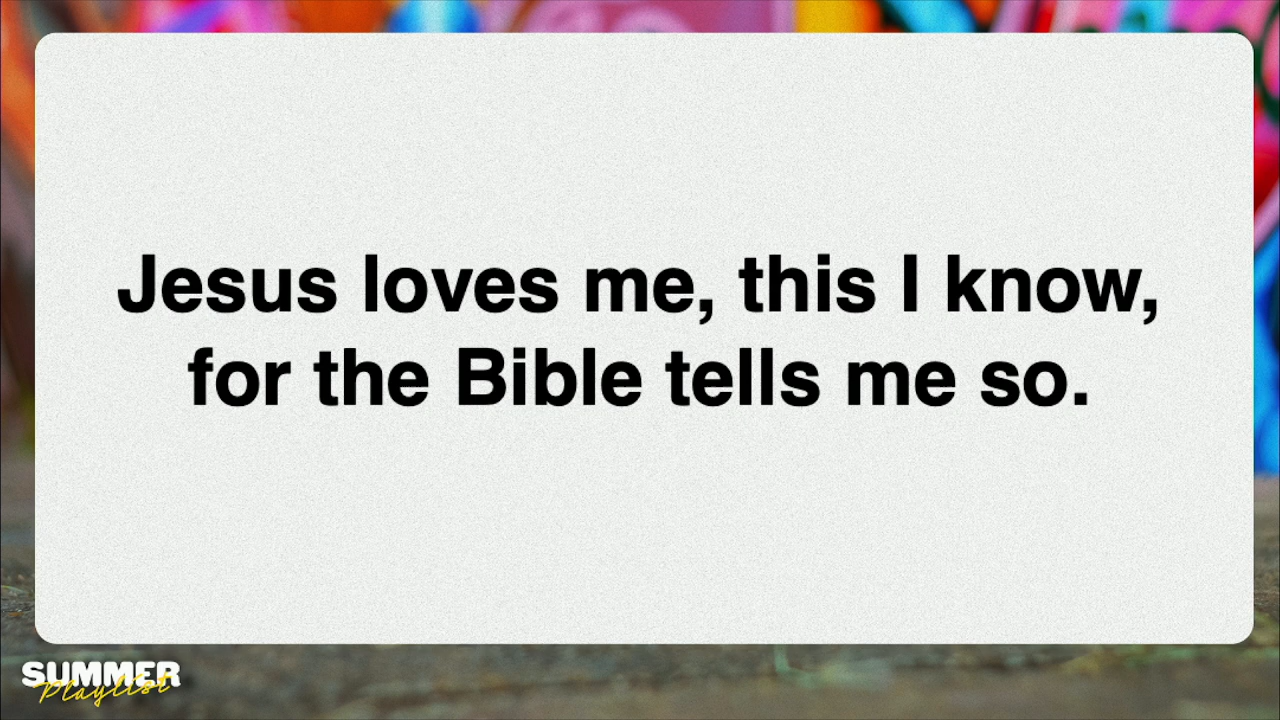 Jesus loves me, this I know,
for the Bible tells me so.
SUMMER
Playlist